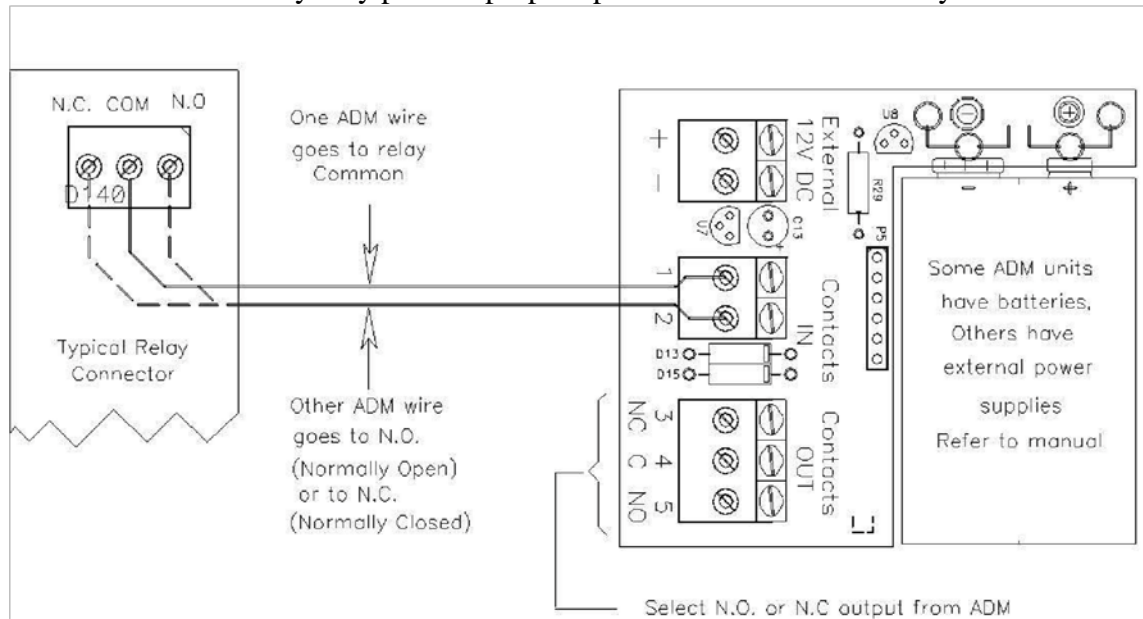 N.C. COM N.O
D140
Typical Relay
Connector
One ADM wire
goes to relay
Common
Other ADM wire
goes to N.O.
(Normally Open)
or to N.C.
(Normally Closed)
+
-
External
12V DC
U8
R29
U7
C13
+
P5
1
2
Contacts
IN
D13
D15
3
4
5
NC
C
NO
Contacts
OUT
-
+
Some ADM units
have batteries,
Others have
external power
supplies
Refer to manual
Select N.O. or N.C output from ADM